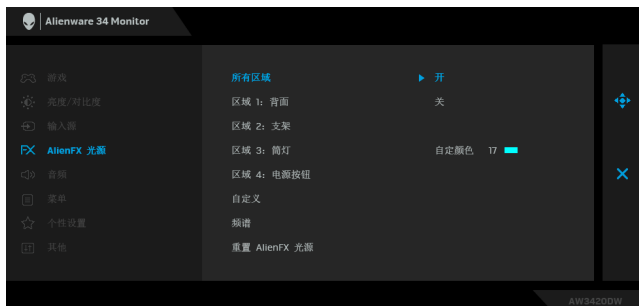 Alienware 34 Monitor
游戏
亮度/对比度
输入源
FX AlienFX 光源
音频
菜单
个性设置
其他
所有区域 开
区域 1: 背面 关
区域 2: 支架
区域 3: 筒灯 自定颜色 17
区域 4: 电源按钮
自定义
频谱
重置 AlienFX 光源
AW3420DW